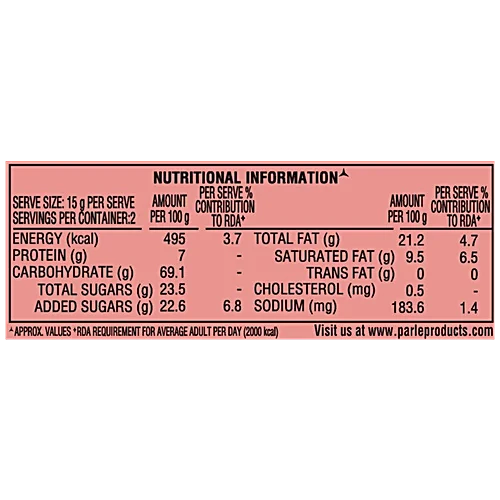 NUTRITIONAL INFORMATION⅄
SERVE SIZE: 15 g PER SERVE
SERVINGS PER CONTAINER:2
AMOUNT PER 100 g
PER SERVE % CONTRIBUTION TO RDA⁺
AMOUNT PER 100 g
PER SERVE % CONTRIBUTION TO RDA⁺
ENERGY (kcal) 495 3.7 TOTAL FAT (g) 21.2 4.7
PROTEIN (g) 7 - SATURATED FAT (g) 9.5 6.5
CARBOHYDRATE (g) 69.1 - TRANS FAT (g) 0 0
TOTAL SUGARS (g) 23.5 - CHOLESTEROL (mg) 0.5 -
ADDED SUGARS (g) 22.6 6.8 SODIUM (mg) 183.6 1.4
⅄APPROX. VALUES ⁺RDA REQUIREMENT FOR AVERAGE ADULT PER DAY (2000 kcal) Visit us at www.parleproducts.com